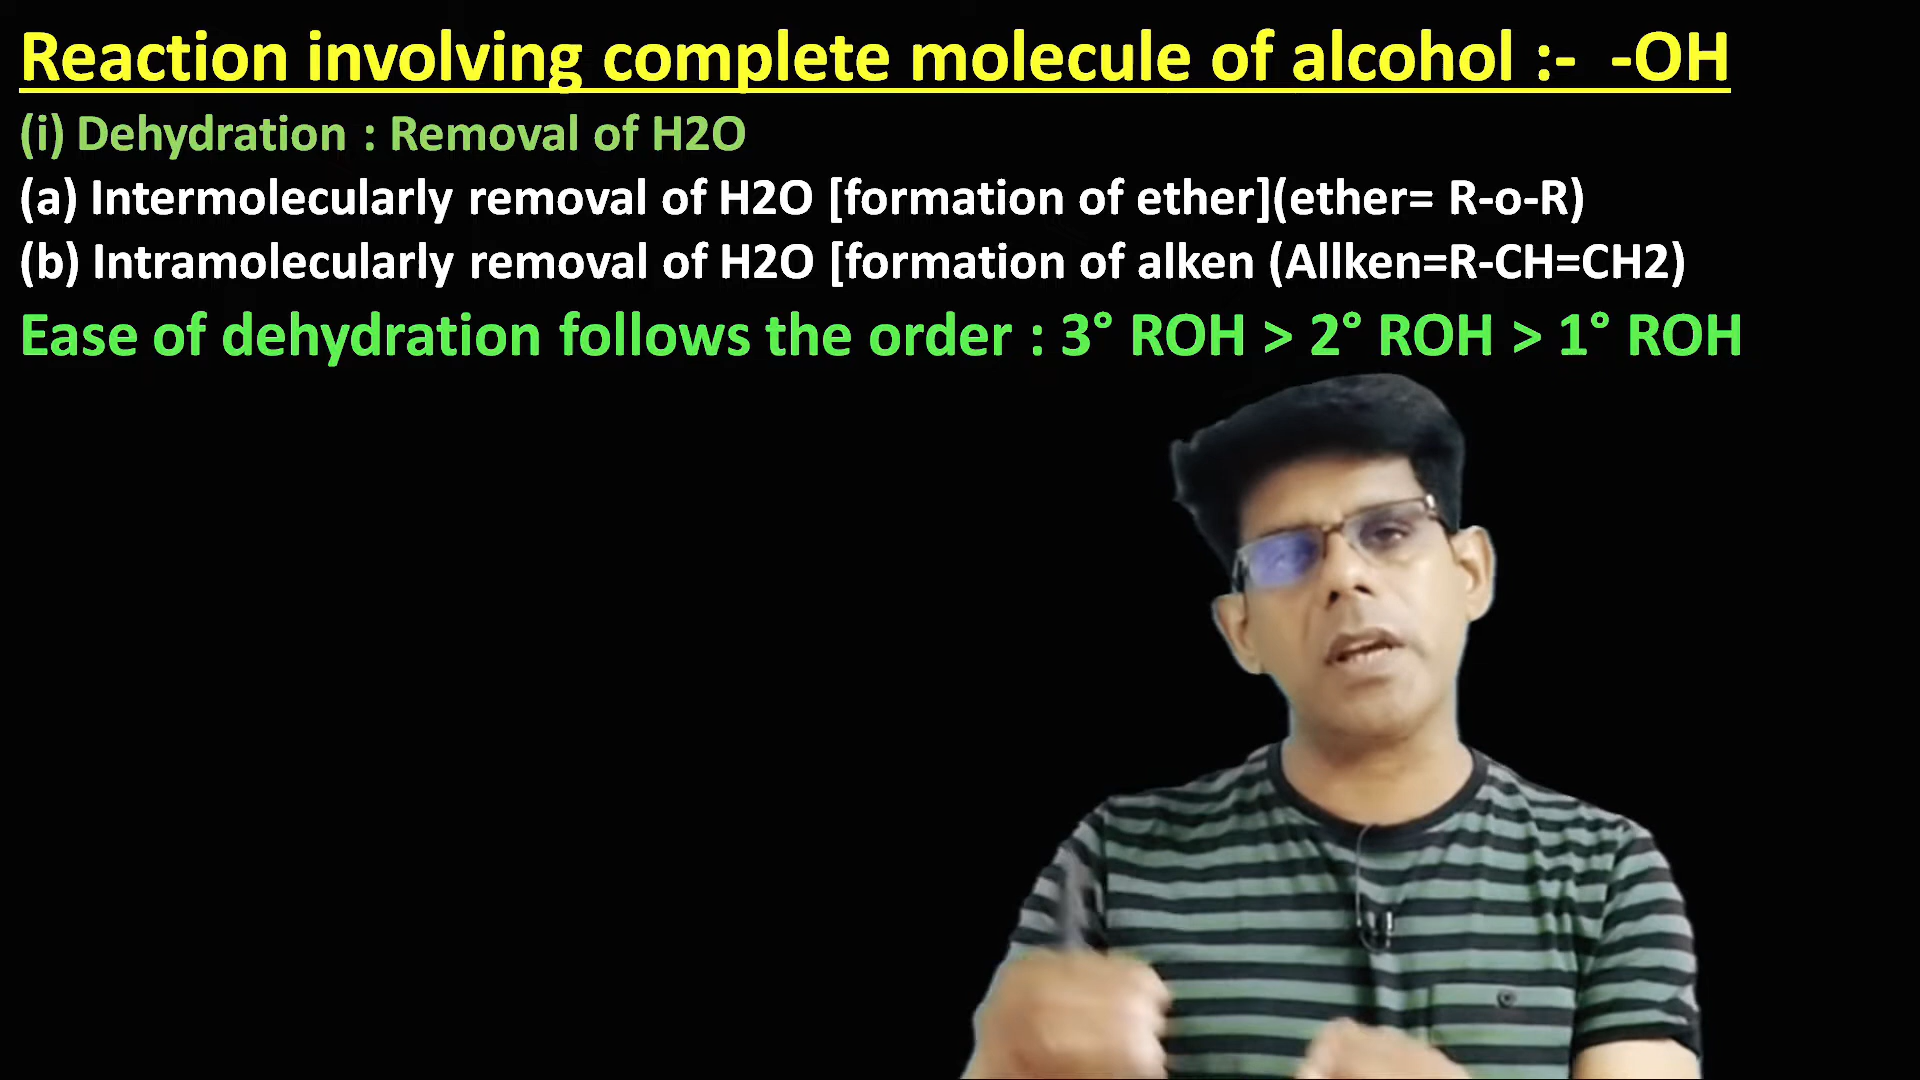 Reaction involving complete molecule of alcohol :-  -OH
(i) Dehydration : Removal of H2O
(a) Intermolecularly removal of H2O [formation of ether](ether= R-o-R)
(b) Intramolecularly removal of H2O [formation of alken (Allken=R-CH=CH2)
Ease of dehydration follows the order : 3° ROH > 2° ROH > 1° ROH